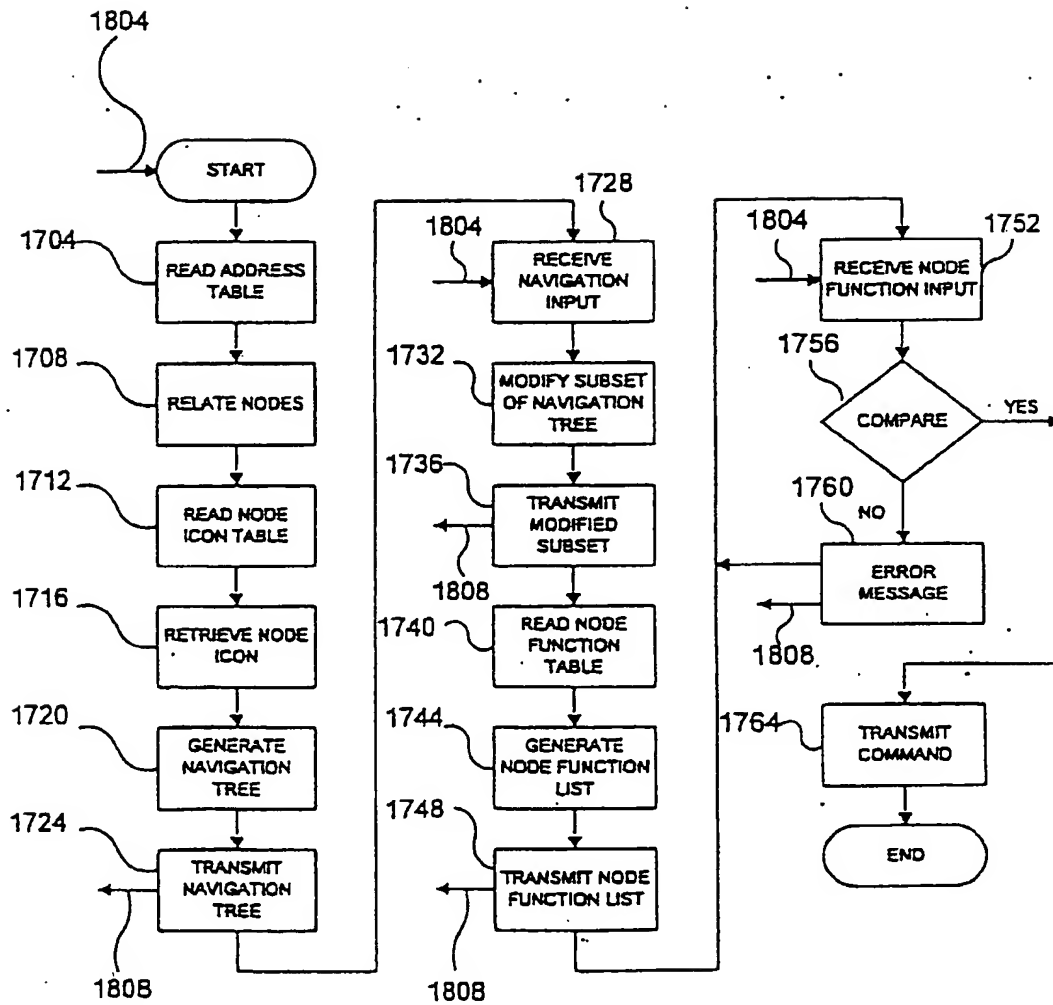 1804
START
1704
READ ADDRESS
TABLE
1708
RELATE NODES
1712
READ NODE
ICON TABLE
1716
RETRIEVE NODE
ICON
1720
GENERATE
NAVIGATION
TREE
1724
TRANSMIT
NAVIGATION
TREE
1808
1728
1804
RECEIVE
NAVIGATION
INPUT
1732
MODIFY SUBSET
OF NAVIGATION
TREE
1736
TRANSMIT
MODIFIED
SUBSET
1808
1740
READ NODE
FUNCTION
TABLE
1744
GENERATE
NODE FUNCTION
LIST
1748
TRANSMIT NODE
FUNCTION LIST
1808
1752
1804
RECEIVE NODE
FUNCTION INPUT
1756
COMPARE
YES
NO
1760
ERROR
MESSAGE
1808
1764
TRANSMIT
COMMAND
END